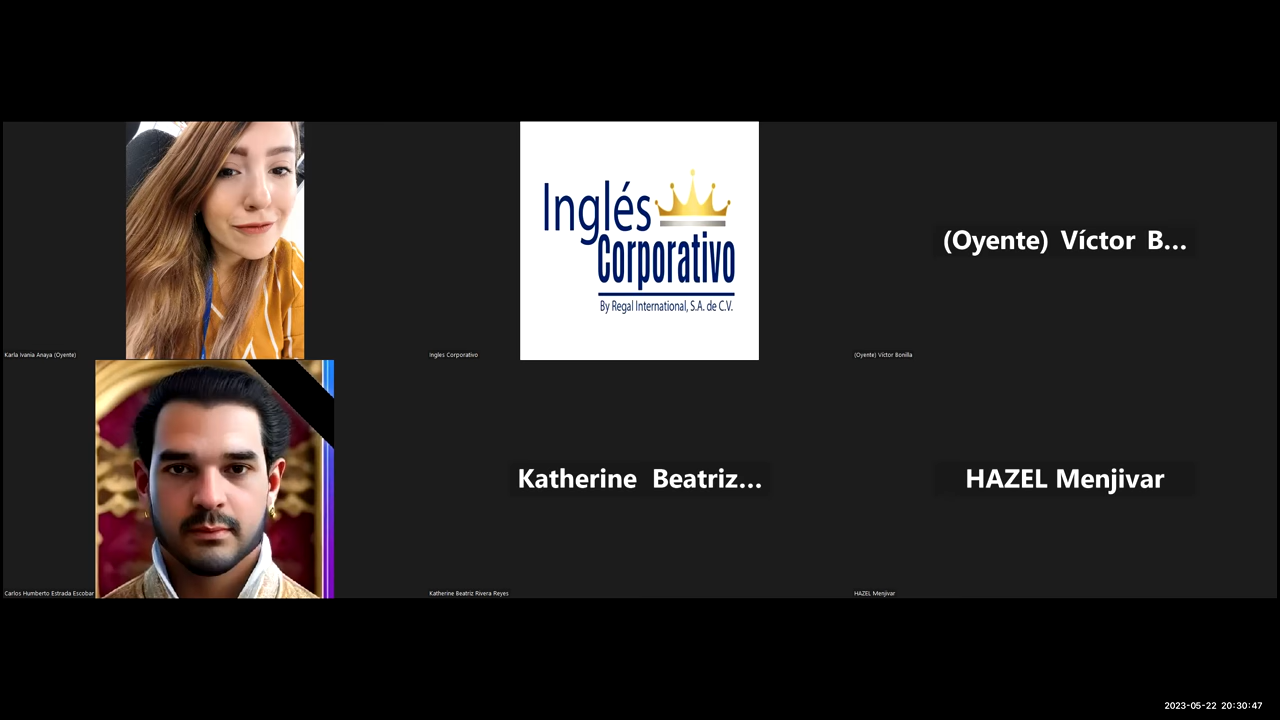 Inglés
Corporativo
By Regal International, S.A. de C.V.
(Oyente) Víctor B...
Karla Ivania Anaya (Oyente)
Ingles Corporativo
(Oyente) Víctor Bonilla
Katherine Beatriz...
HAZEL Menjivar
Carlos Humberto Estrada Escobar
Katherine Beatriz Rivera Reyes
HAZEL Menjivar
2023-05-22 20:30:47